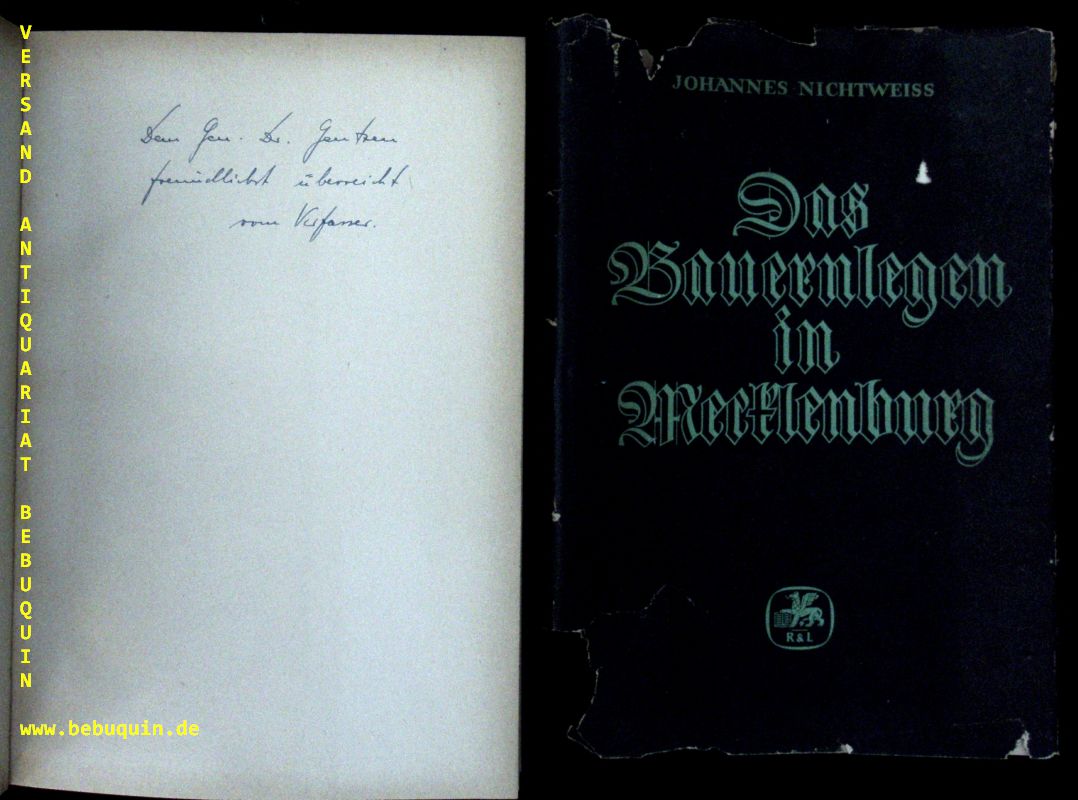 VERSAND ANTIQUARIAT BEBUQUIN
www.bebuquin.de
Dem Gen. Dr. Gentzen
freundlichst überreicht
vom Verfasser.
JOHANNES NICHTWEISS
Das
Bauernlegen
in
Mecklenburg
R & L